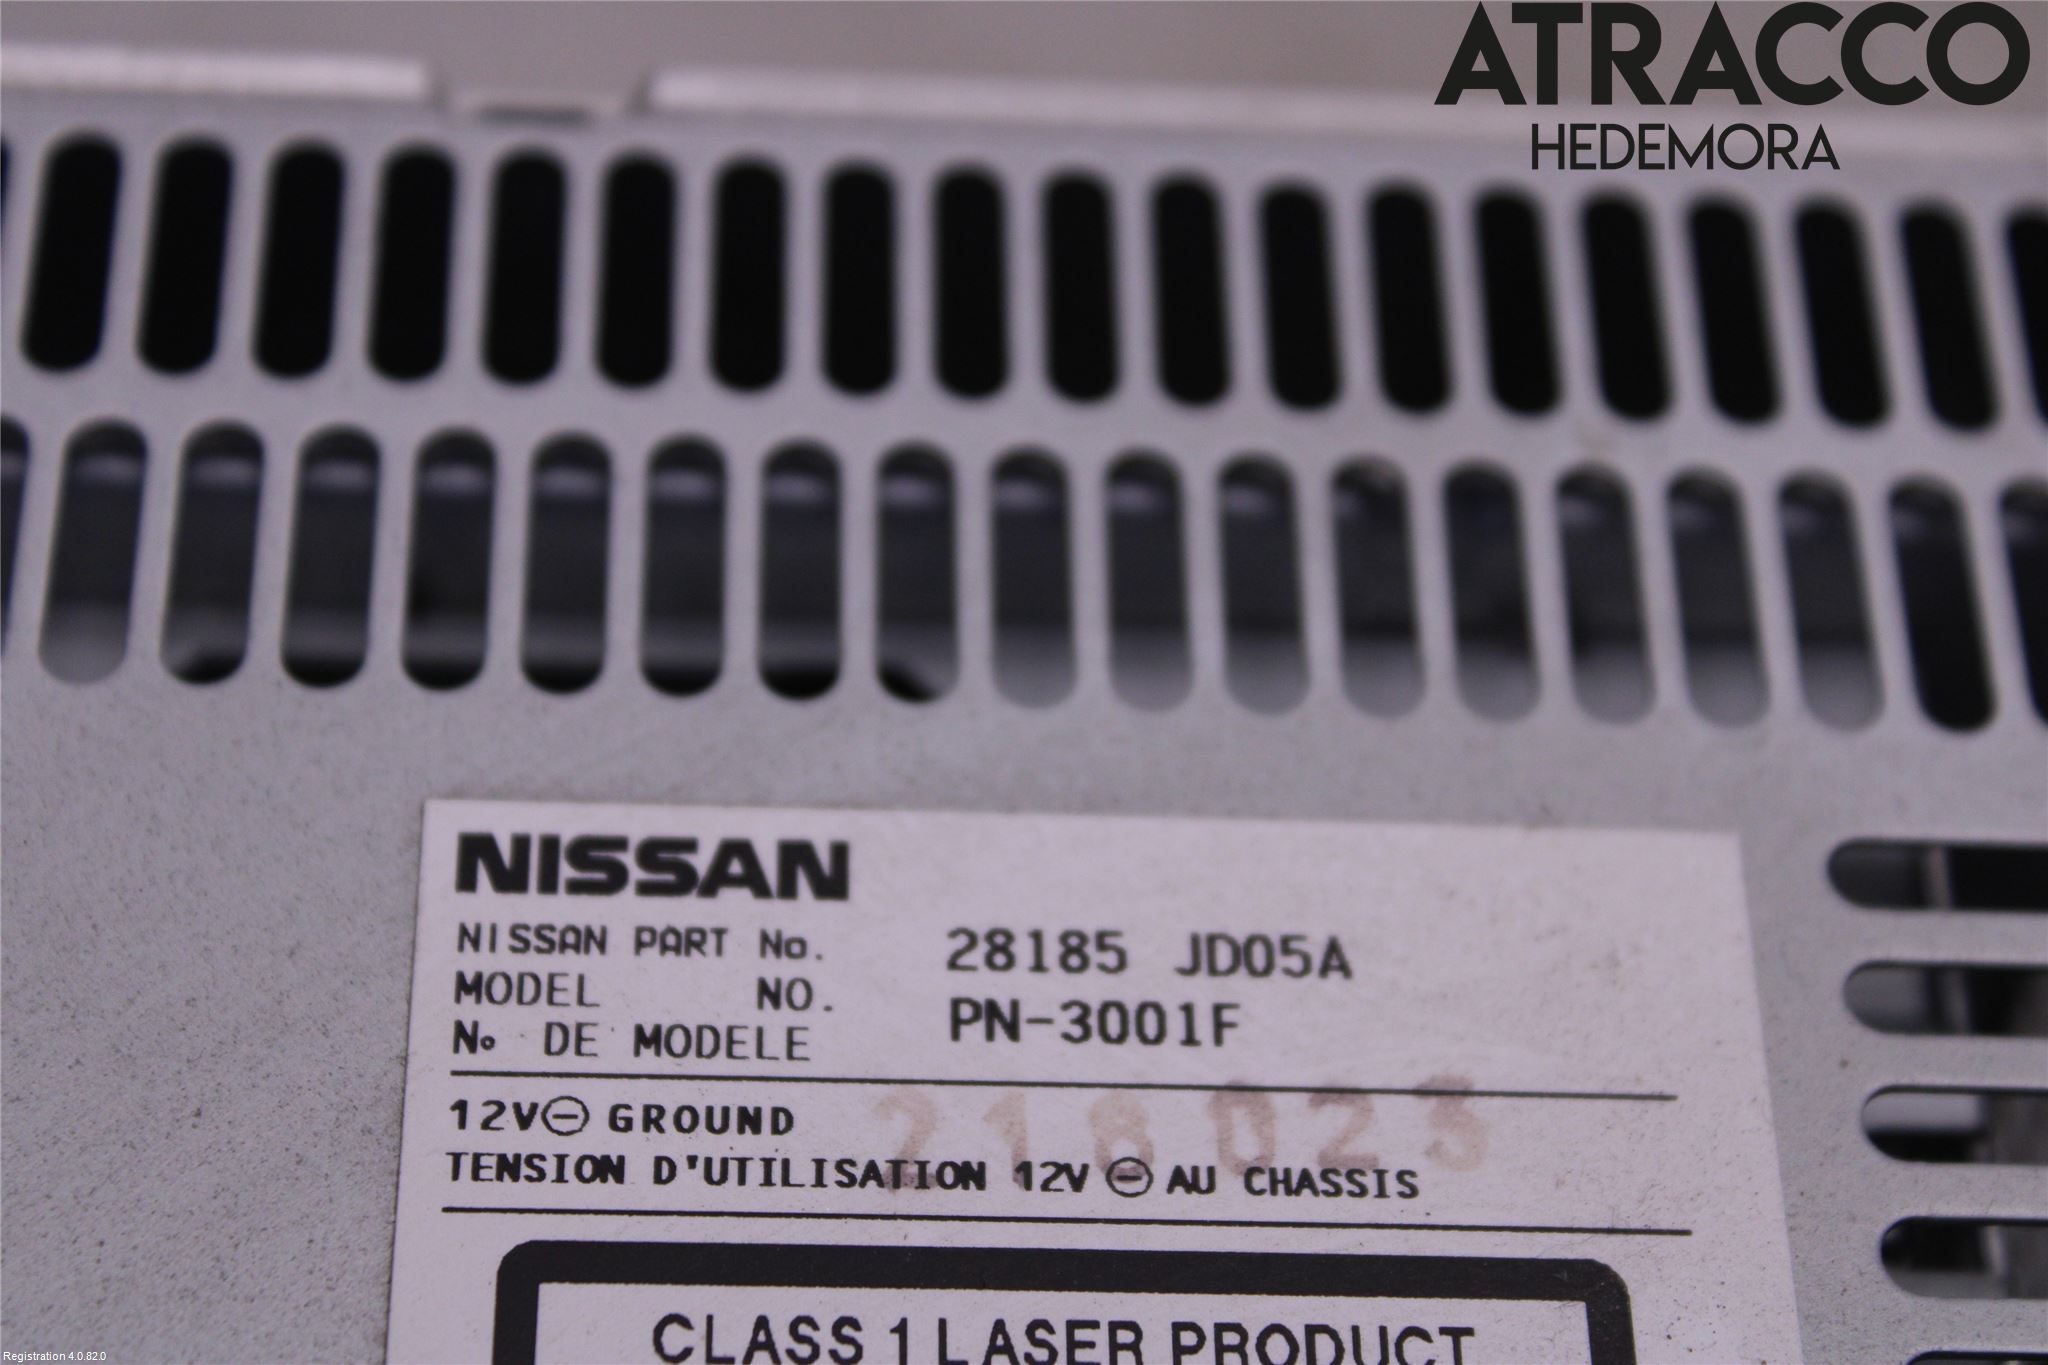 ATRACCO
HEDEMORA
NISSAN
NISSAN PART No. 28185 JD05A
MODEL NO. PN-3001F
No DE MODELE
12V⊖ GROUND
218023
TENSION D'UTILISATION 12V ⊖ AU CHASSIS
CLASS 1 LASER PRODUCT
Registration 4.0.82.0